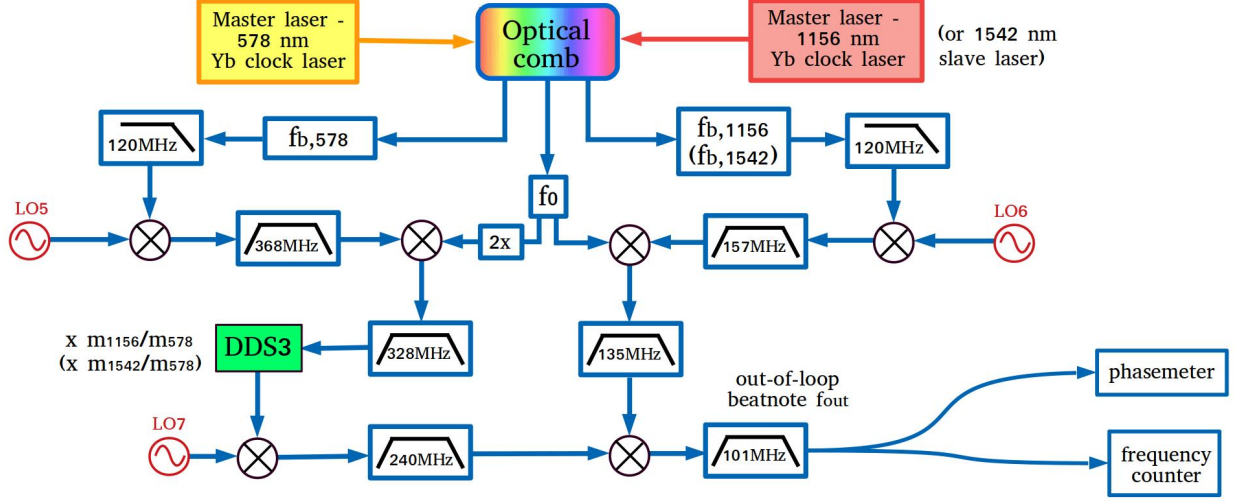 Master laser -
578 nm
Yb clock laser
Optical
comb
Master laser -
1156 nm
Yb clock laser
(or 1542 nm
slave laser)
120MHz
fb,578
fb,1156
(fb,1542)
120MHz
f0
LO5
368MHz
2x
157MHz
LO6
x m1156/m578
(x m1542/m578)
DDS3
328MHz
135MHz
out-of-loop
beatnote fout
phasemeter
LO7
240MHz
101MHz
frequency
counter